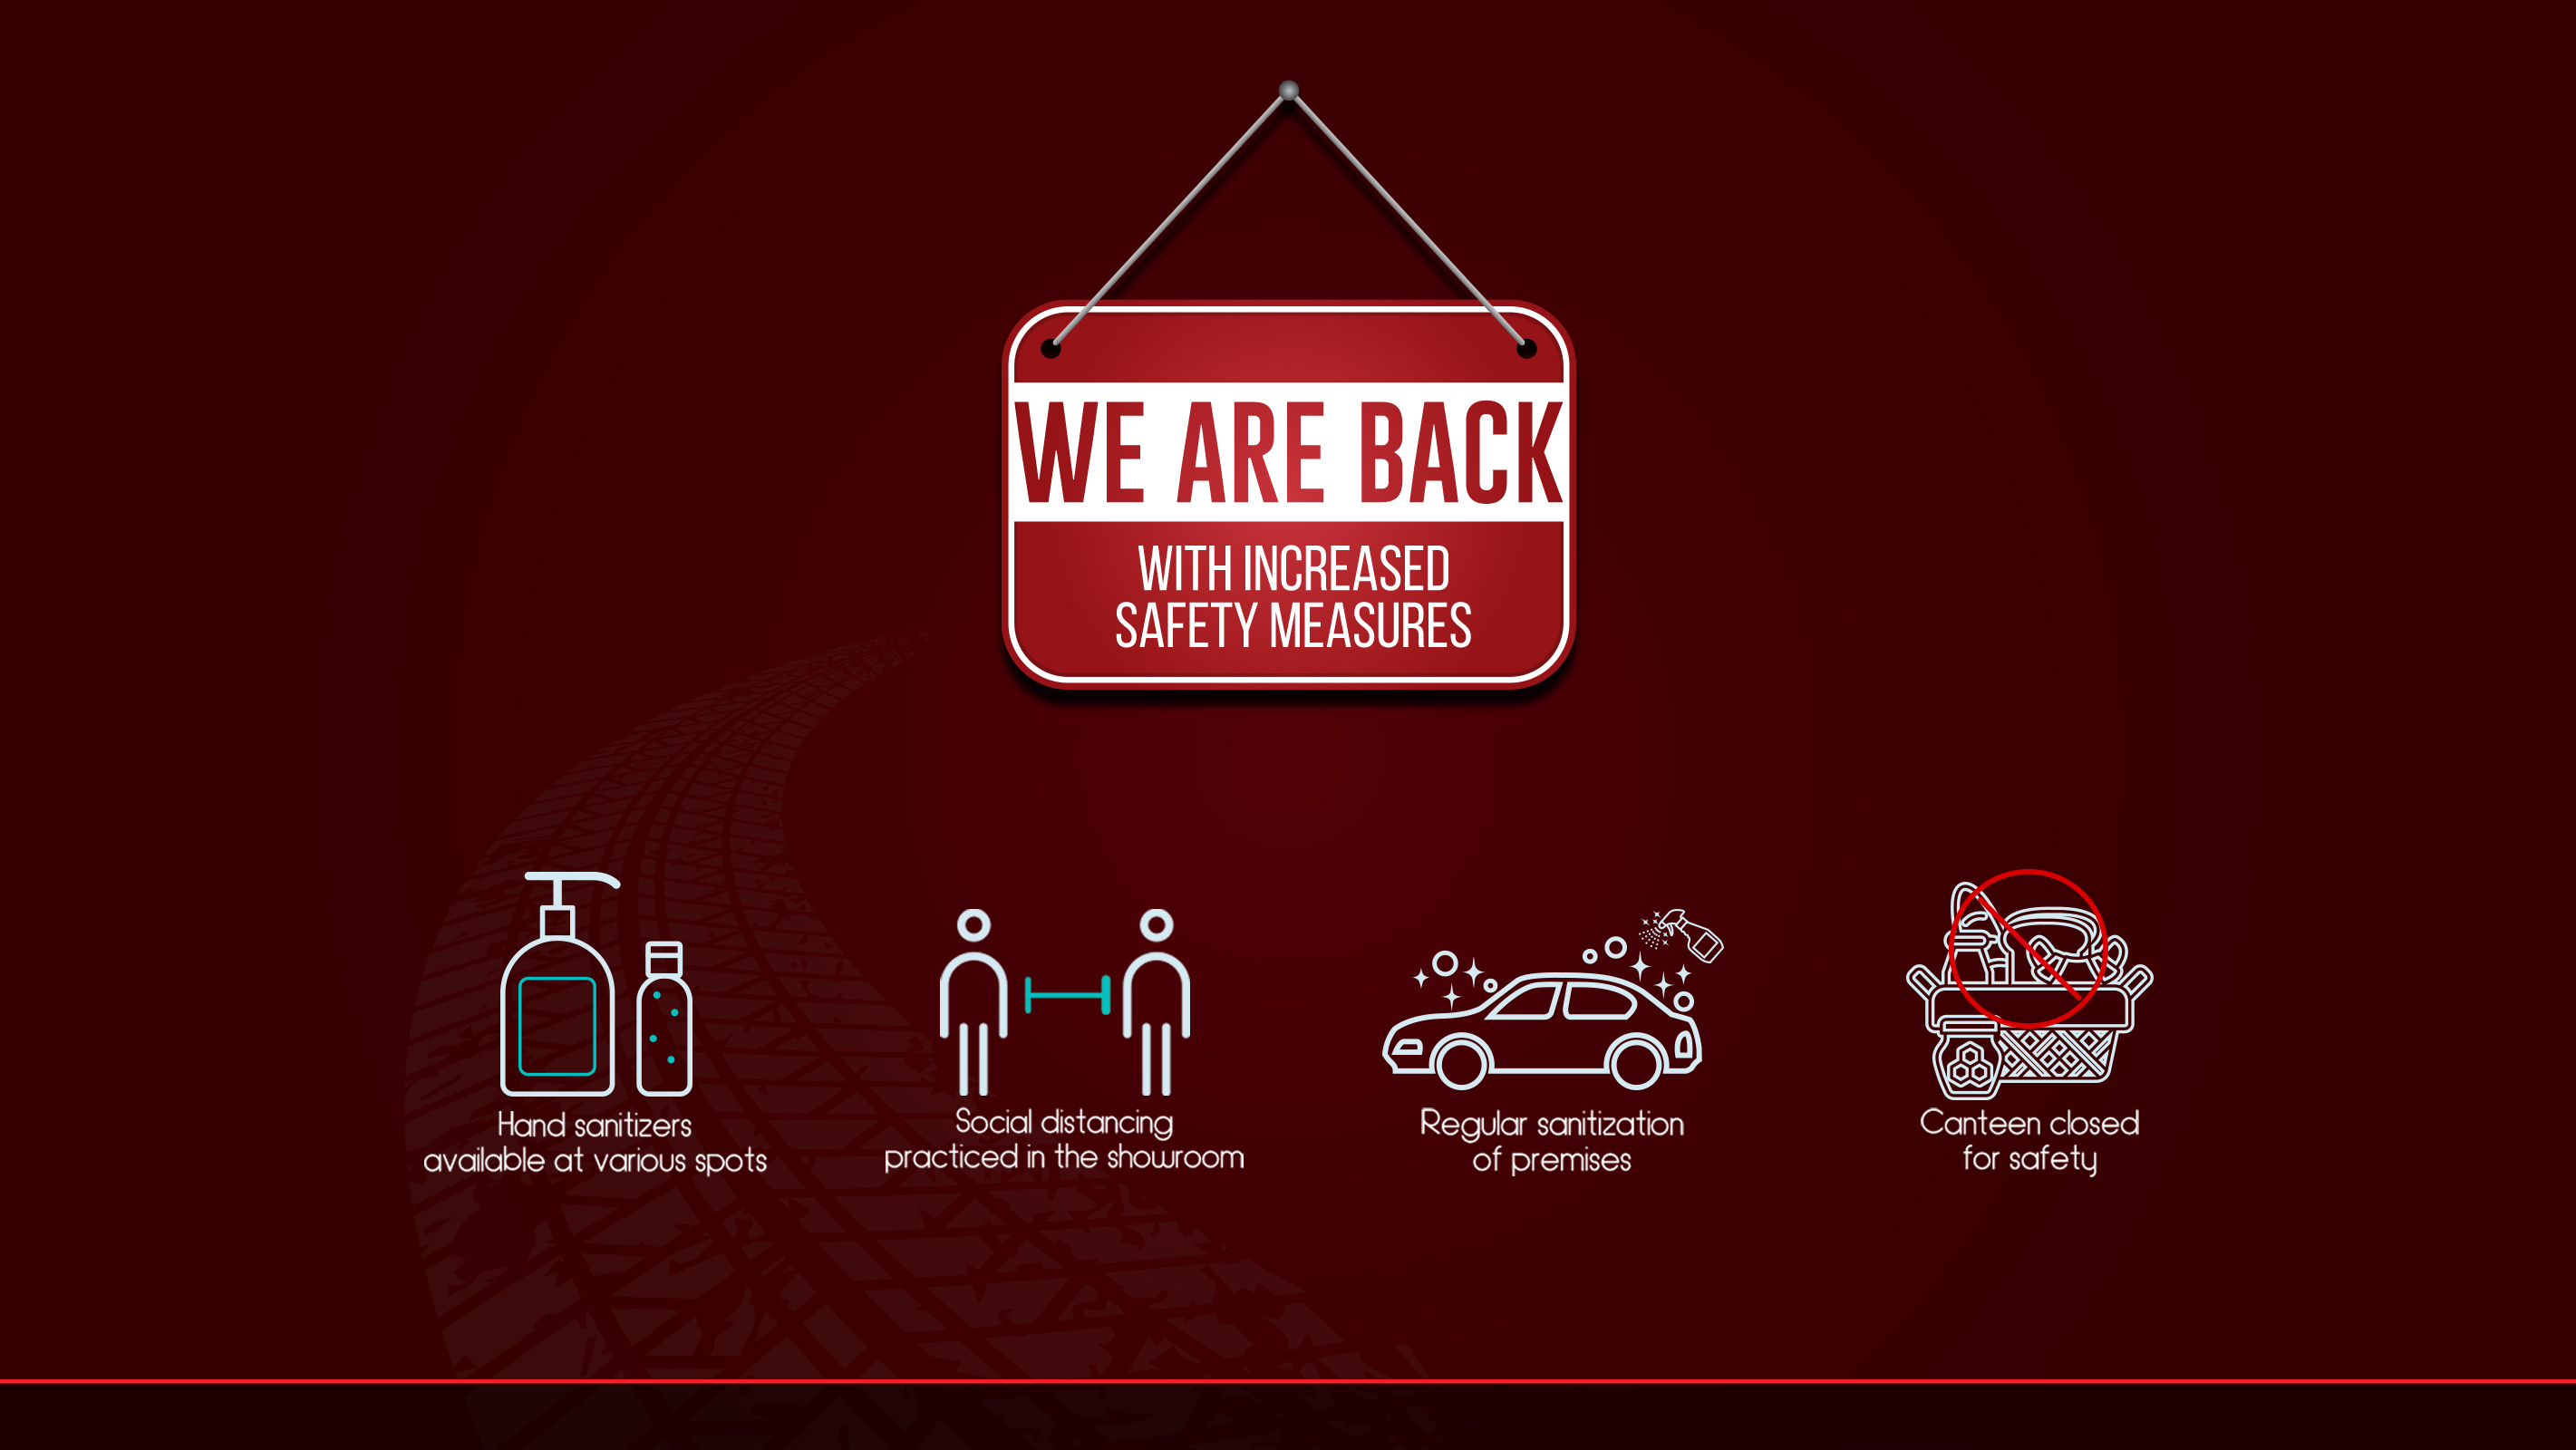 WE ARE BACK
WITH INCREASED
SAFETY MEASURES
Hand sanitizers
available at various spots
Social distancing
practiced in the showroom
Regular sanitization
of premises
Canteen closed
for safety